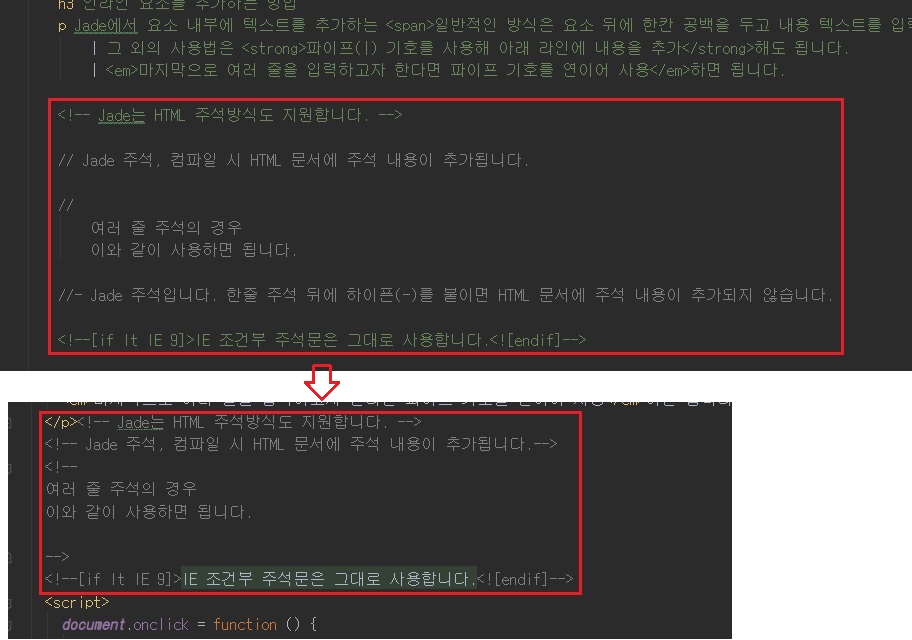 h3 인라인 요소를 추가하는 방법
p Jade에서 요소 내부에 텍스트를 추가하는 <span>일반적인 방식은 요소 뒤에 한칸 공백을 두고 내용 텍스트를
| 그 외의 사용법은 <strong>파이프(|) 기호를 사용해 아래 라인에 내용을 추가</strong>해도 됩니다.
| <em>마지막으로 여러 줄을 입력하고자 한다면 파이프 기호를 연이어 사용</em>하면 됩니다.
<!-- Jade는 HTML 주석방식도 지원합니다. -->
// Jade 주석, 컴파일 시 HTML 문서에 주석 내용이 추가됩니다.
//
여러 줄 주석의 경우
이와 같이 사용하면 됩니다.
//- Jade 주석입니다. 한줄 주석 뒤에 하이픈(-)를 붙이면 HTML 문서에 주석 내용이 추가되지 않습니다.
<!--[if lt IE 9]>IE 조건부 주석문은 그대로 사용합니다.<![endif]-->
</p><!-- Jade는 HTML 주석방식도 지원합니다. -->
<!-- Jade 주석, 컴파일 시 HTML 문서에 주석 내용이 추가됩니다.-->
<!--
여러 줄 주석의 경우
이와 같이 사용하면 됩니다.
-->
<!--[if lt IE 9]>IE 조건부 주석문은 그대로 사용합니다.<![endif]-->
<script>
document.onclick = function () {